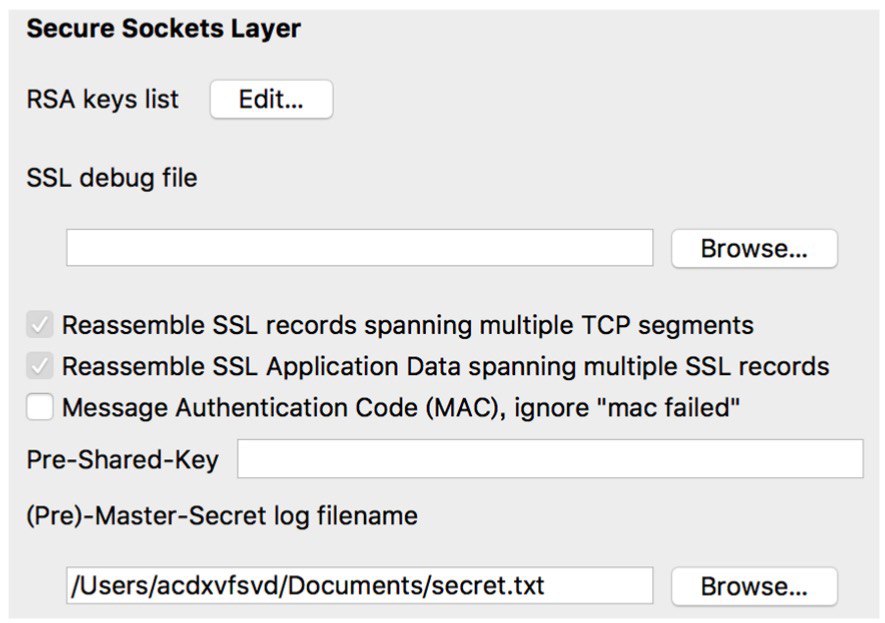 Secure Sockets Layer
RSA keys list Edit...
SSL debug file
Browse...
Reassemble SSL records spanning multiple TCP segments
Reassemble SSL Application Data spanning multiple SSL records
Message Authentication Code (MAC), ignore "mac failed"
Pre-Shared-Key
(Pre)-Master-Secret log filename
/Users/acdxvfsvd/Documents/secret.txt Browse...